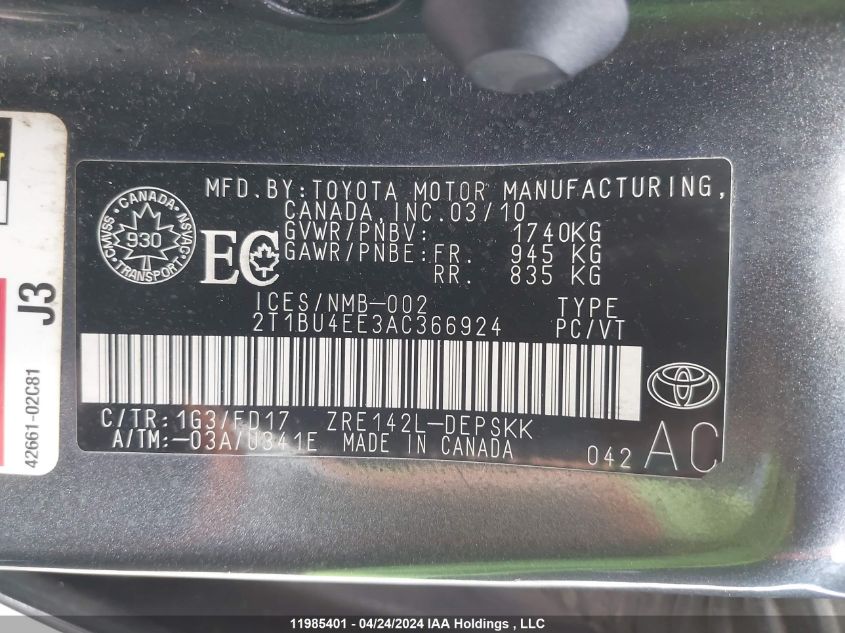 MFD.BY:TOYOTA MOTOR MANUFACTURING,
CANADA,INC.03/10
GVWR/PNBV: 1740KG
GAWR/PNBE:FR. 945 KG
RR. 835 KG
CANADA
CMVSS NSVAC
930
TRANSPORT
EC
ICES/NMB-002 TYPE
2T1BU4EE3AC366924 PC/VT
C/TR:1G3/FD17 ZRE142L-DEPSKK
A/TM:-03A/U341E MADE IN CANADA
042 AC
J3
42661-02C81
11985401 - 04/24/2024 IAA Holdings , LLC